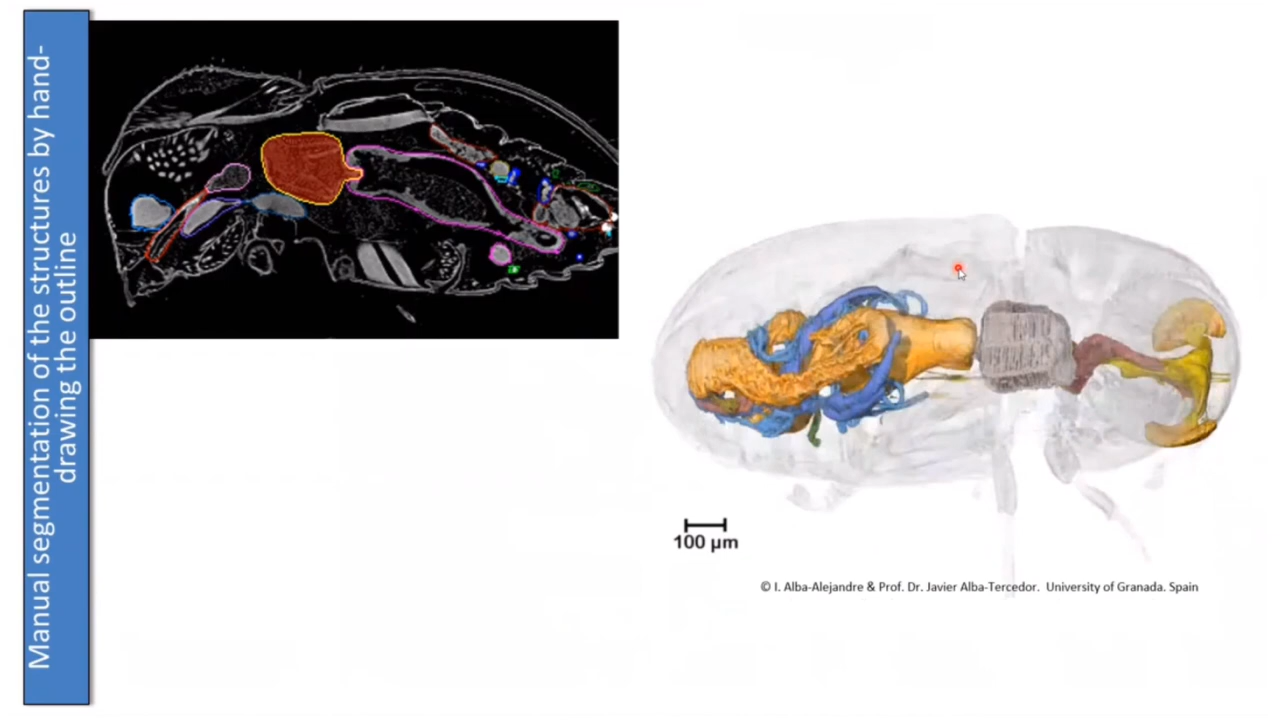 Manual segmentation of the structures by hand-
drawing the outline
100 µm
© I. Alba-Alejandre & Prof. Dr. Javier Alba-Tercedor. University of Granada. Spain